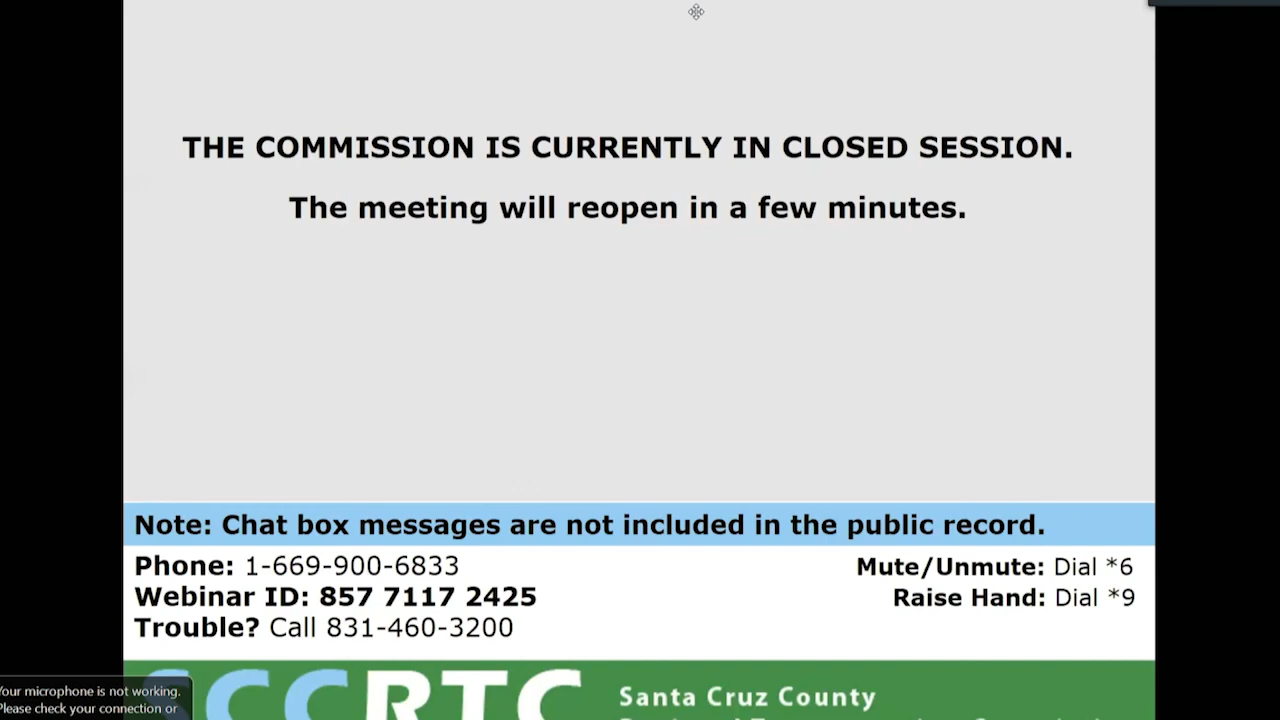 THE COMMISSION IS CURRENTLY IN CLOSED SESSION.
The meeting will reopen in a few minutes.
Note: Chat box messages are not included in the public record.
Phone: 1-669-900-6833
Mute/Unmute: Dial *6
Webinar ID: 857 7117 2425
Raise Hand: Dial *9
Trouble? Call 831-460-3200
SCCRTC
Santa Cruz County
Your microphone is not working.
Please check your connection or